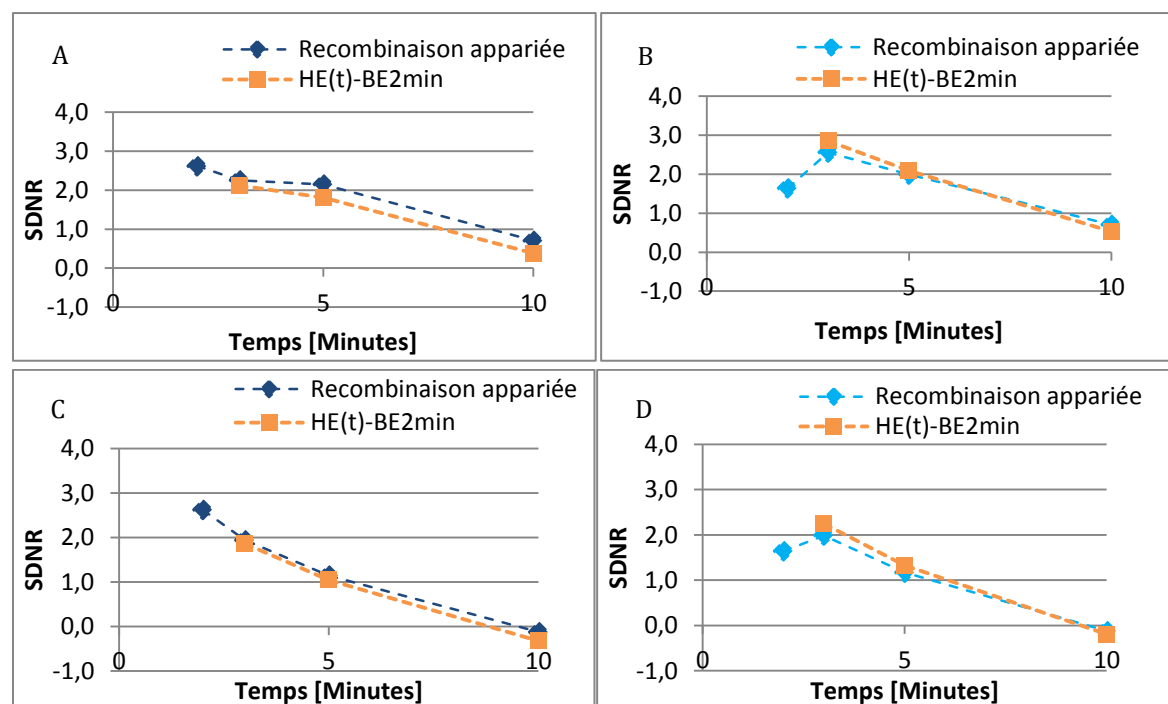 A
Recombinaison appariée
HE(t)-BE2min
4,0
3,0
2,0
1,0
0,0
-1,0
0
5
10
SDNR
Temps [Minutes]
B
Recombinaison appariée
HE(t)-BE2min
4,0
3,0
2,0
1,0
0,0
-1,0
0
5
10
SDNR
Temps [Minutes]
C
Recombinaison appariée
HE(t)-BE2min
4,0
3,0
2,0
1,0
0,0
-1,0
0
5
10
SDNR
Temps [Minutes]
D
Recombinaison appariée
HE(t)-BE2min
4,0
3,0
2,0
1,0
0,0
-1,0
0
5
10
SDNR
Temps [Minutes]